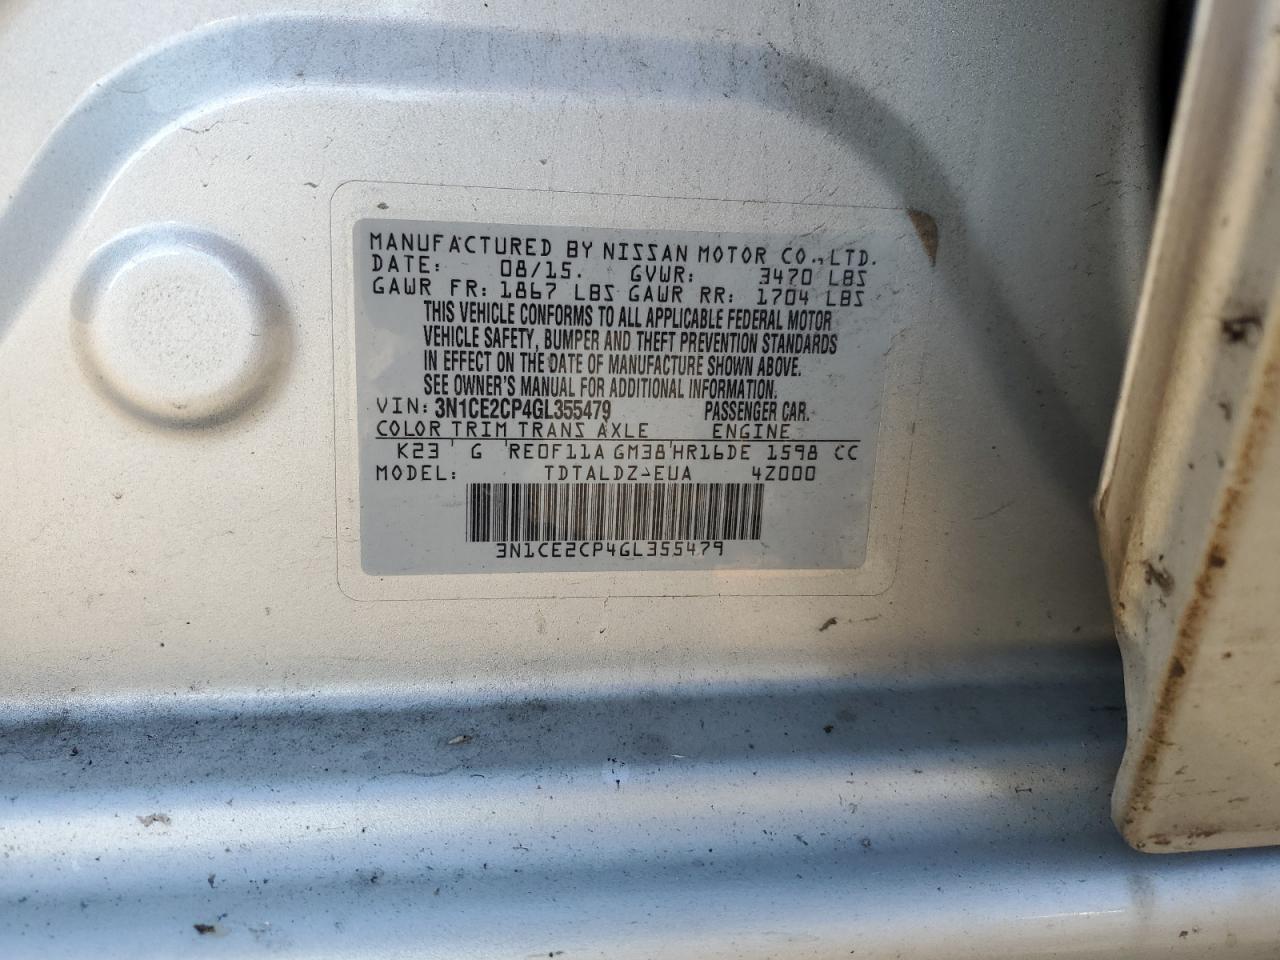 MANUFACTURED BY NISSAN MOTOR CO., LTD.
DATE: 08/15. GVWR: 3470 LBS
GAWR FR: 1867 LBS GAWR RR: 1704 LBS
THIS VEHICLE CONFORMS TO ALL APPLICABLE FEDERAL MOTOR
VEHICLE SAFETY, BUMPER AND THEFT PREVENTION STANDARDS
IN EFFECT ON THE DATE OF MANUFACTURE SHOWN ABOVE.
SEE OWNER'S MANUAL FOR ADDITIONAL INFORMATION.
VIN: 3N1CE2CP4GL355479 PASSENGER CAR.
COLOR TRIM TRANS AXLE ENGINE
K23 G RE0F11A GM38 HR16DE 1598 CC
MODEL: TDTALDZ-EUA 4Z000
3N1CE2CP4GL355479